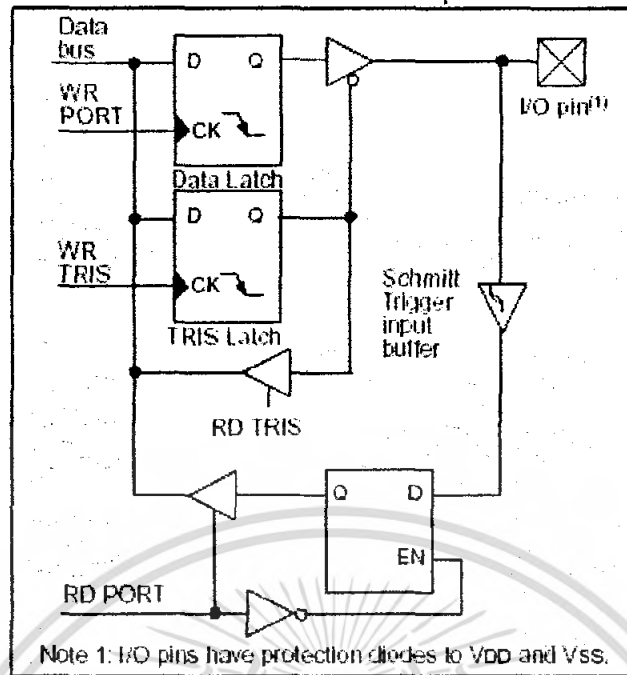 Data
bus
D Q
WR
PORT
CK
I/O pin(1)
Data Latch
D Q
WR
TRIS
CK
Schmitt
Trigger
input
buffer
TRIS Latch
RD TRIS
Q D
EN
RD PORT
Note 1: I/O pins have protection diodes to VDD and VSS.